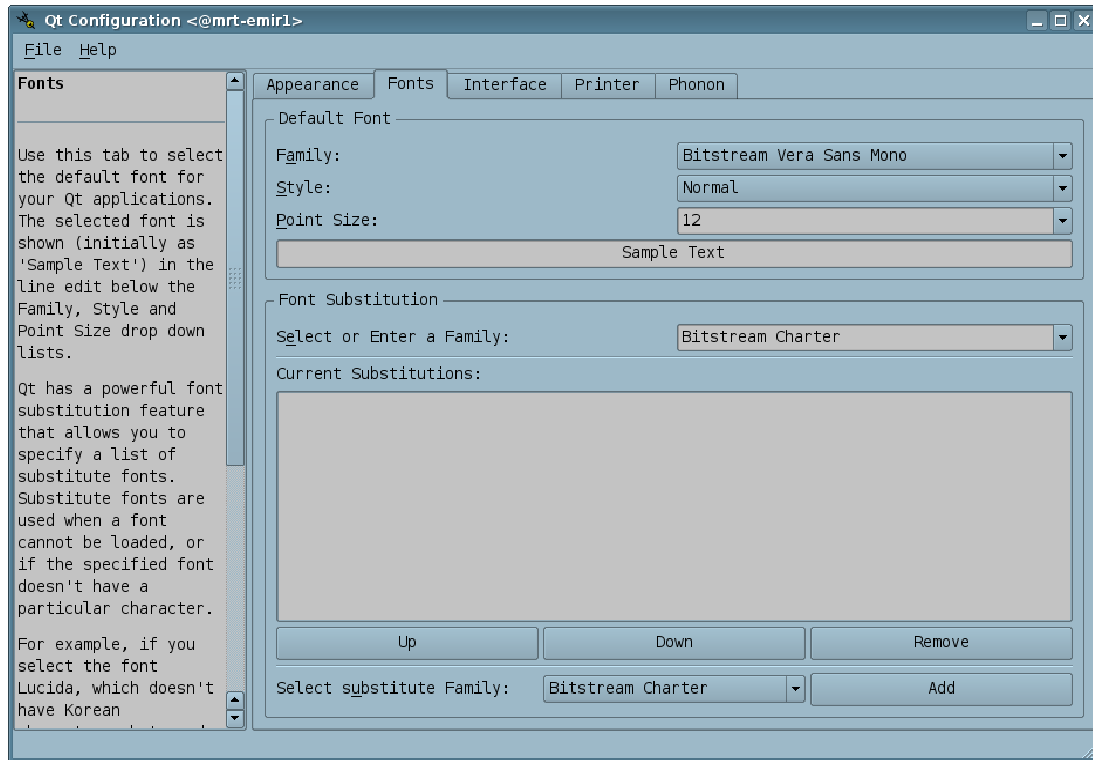 Qt Configuration <@mrt-emir1>
File Help
Fonts
Use this tab to select
the default font for
your Qt applications.
The selected font is
shown (initially as
'Sample Text') in the
line edit below the
Family, Style and
Point Size drop down
lists.
Qt has a powerful font
substitution feature
that allows you to
specify a list of
substitute fonts.
Substitute fonts are
used when a font
cannot be loaded, or
if the specified font
doesn't have a
particular character.
For example, if you
select the font
Lucida, which doesn't
have Korean
Appearance Fonts Interface Printer Phonon
Default Font
Family: Bitstream Vera Sans Mono
Style: Normal
Point Size: 12
Sample Text
Font Substitution
Select or Enter a Family: Bitstream Charter
Current Substitutions:
Up Down Remove
Select substitute Family: Bitstream Charter Add